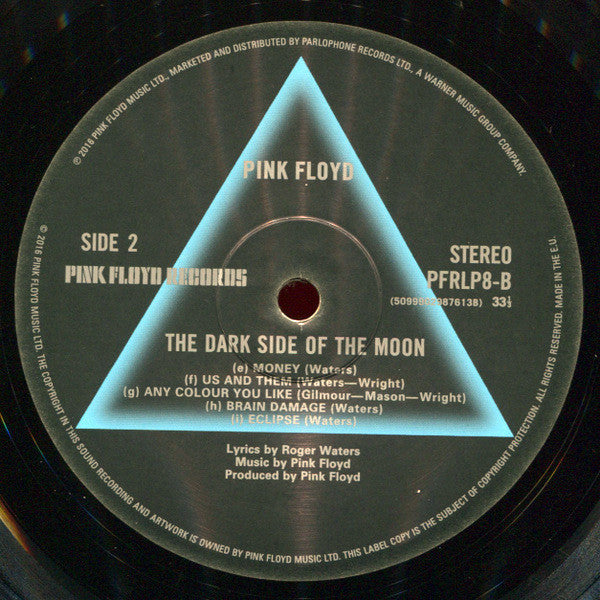 © 2016 PINK FLOYD MUSIC LTD., MARKETED AND DISTRIBUTED BY PARLOPHONE RECORDS LTD., A WARNER MUSIC GROUP COMPANY.
PINK FLOYD
SIDE 2
STEREO
PINK FLOYD RECORDS
PFRLP8-B
33⅓
THE DARK SIDE OF THE MOON
(e) MONEY (Waters)
(f) US AND THEM (Waters—Wright)
(g) ANY COLOUR YOU LIKE (Gilmour—Mason—Wright)
(h) BRAIN DAMAGE (Waters)
(i) ECLIPSE (Waters)
Lyrics by Roger Waters
Music by Pink Floyd
Produced by Pink Floyd
© 2016 PINK FLOYD MUSIC LTD. THE COPYRIGHT IN THIS SOUND RECORDING AND ARTWORK IS OWNED BY PINK FLOYD MUSIC LTD. THIS LABEL COPY IS THE SUBJECT OF COPYRIGHT PROTECTION. ALL RIGHTS RESERVED. MADE IN THE E.U.